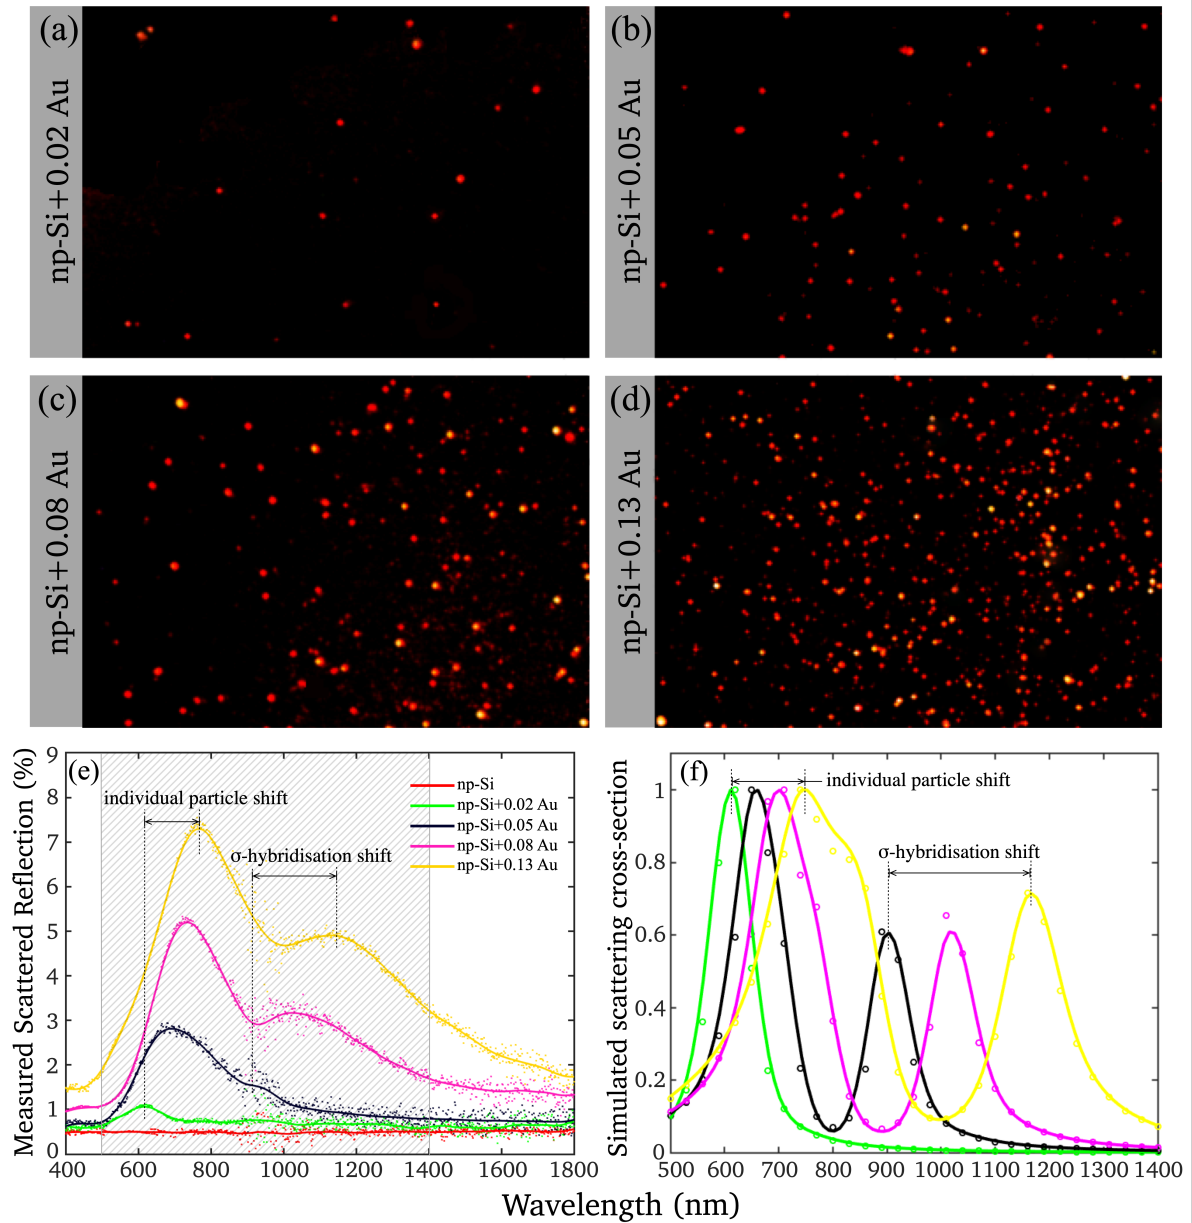 (a)
np-Si+0.02 Au
(b)
np-Si+0.05 Au
(c)
np-Si+0.08 Au
(d)
np-Si+0.13 Au
(e)
Measured Scattered Reflection (%)
9
8
7
6
5
4
3
2
1
0
individual particle shift
σ-hybridisation shift
np-Si
np-Si+0.02 Au
np-Si+0.05 Au
np-Si+0.08 Au
np-Si+0.13 Au
400 600 800 1000 1200 1400 1600 1800
(f)
Simulated scattering cross-section
1
0.8
0.6
0.4
0.2
0
individual particle shift
σ-hybridisation shift
500 600 700 800 900 1000 1100 1200 1300 1400
Wavelength (nm)